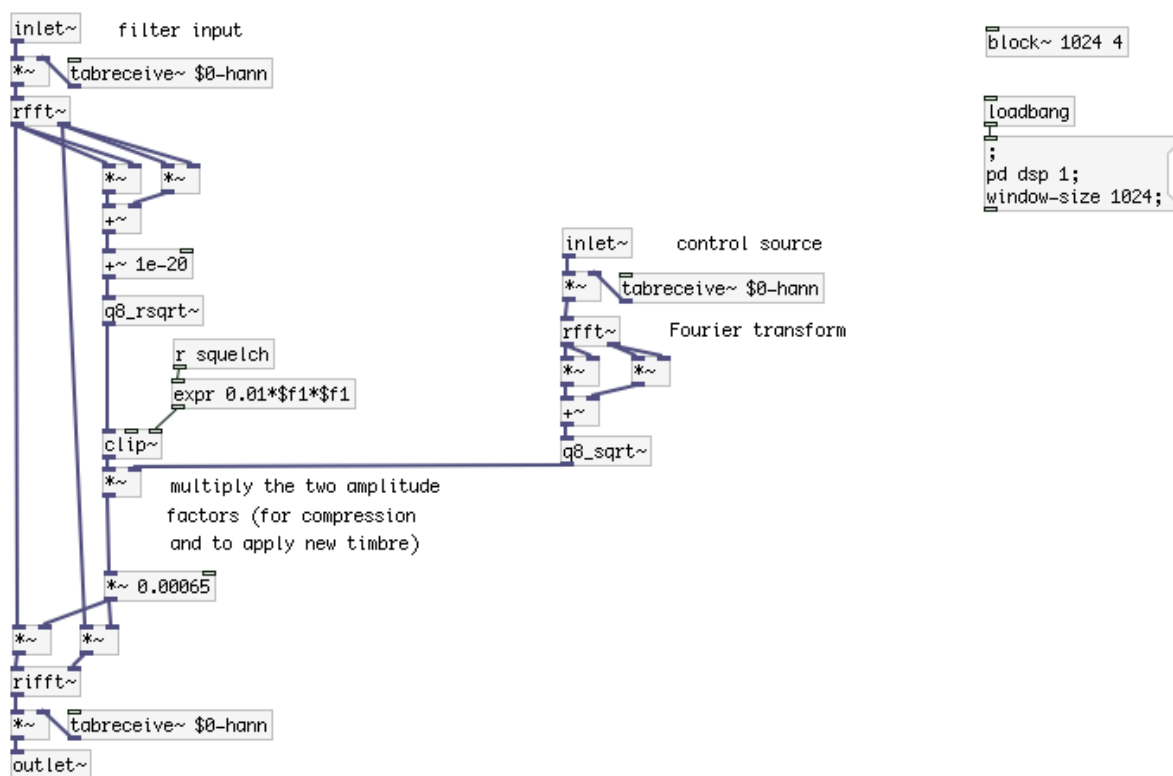 inlet~
filter input
*~
tabreceive~ $0-hann
rfft~
*~
*~
+~
+~ 1e-20
q8_rsqrt~
r squelch
expr 0.01*$f1*$f1
clip~
*~
multiply the two amplitude
factors (for compression
and to apply new timbre)
*~ 0.00065
*~
*~
rifft~
*~
tabreceive~ $0-hann
outlet~
inlet~
control source
*~
tabreceive~ $0-hann
rfft~
Fourier transform
*~
*~
+~
q8_sqrt~
block~ 1024 4
loadbang
;
pd dsp 1;
window-size 1024;